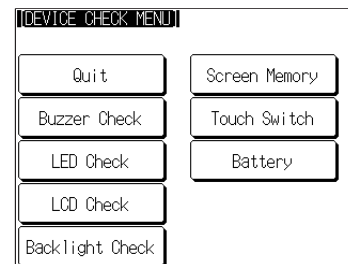 [DEVICE CHECK MENU]
Quit
Screen Memory
Buzzer Check
Touch Switch
LED Check
Battery
LCD Check
Backlight Check